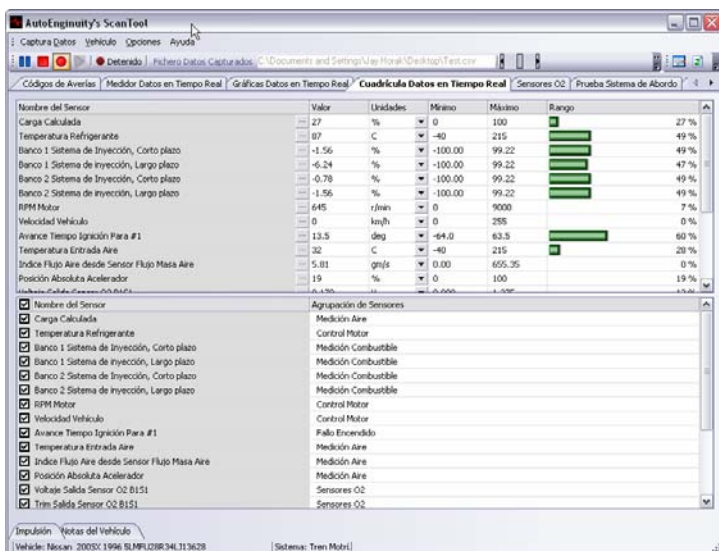 AutoEnginuity's ScanTool
Captura Datos Vehículo Opciones Ayuda
Detenido Fichero Datos Capturados C:\Documents and Settings\Jay Horak\Desktop\Test.csv
Códigos de Averías Medidor Datos en Tiempo Real Gráficas Datos en Tiempo Real Cuadrícula Datos en Tiempo Real Sensores O2 Prueba Sistema de Abordo
Nombre del Sensor Valor Unidades Mínimo Máximo Rango
Carga Calculada 27 % 0 100 27 %
Temperatura Refrigerante 87 C -40 215 49 %
Banco 1 Sistema de Inyección, Corto plazo -1.56 % -100.00 99.22 49 %
Banco 1 Sistema de inyección, Largo plazo -6.24 % -100.00 99.22 47 %
Banco 2 Sistema de Inyección, Corto plazo -0.78 % -100.00 99.22 49 %
Banco 2 Sistema de inyección, Largo plazo -1.56 % -100.00 99.22 49 %
RPM Motor 645 r/min 0 9000 7 %
Velocidad Vehículo 0 km/h 0 255 0 %
Avance Tiempo Ignición Para #1 13.5 deg -64.0 63.5 60 %
Temperatura Entrada Aire 32 C -40 215 28 %
Indice Flujo Aire desde Sensor Flujo Masa Aire 5.81 gm/s 0.00 655.35 0 %
Posición Absoluta Acelerador 19 % 0 100 19 %
Nombre del Sensor Agrupación de Sensores
Carga Calculada Medición Aire
Temperatura Refrigerante Control Motor
Banco 1 Sistema de Inyección, Corto plazo Medición Combustible
Banco 1 Sistema de inyección, Largo plazo Medición Combustible
Banco 2 Sistema de Inyección, Corto plazo Medición Combustible
Banco 2 Sistema de inyección, Largo plazo Medición Combustible
RPM Motor Control Motor
Velocidad Vehículo Control Motor
Avance Tiempo Ignición Para #1 Fallo Encendido
Temperatura Entrada Aire Medición Aire
Indice Flujo Aire desde Sensor Flujo Masa Aire Medición Aire
Posición Absoluta Acelerador Medición Aire
Voltaje Salida Sensor O2 B1S1 Sensores O2
Trim Salida Sensor O2 B1S1 Sensores O2
Impulsión Notas del Vehículo
Vehicle: Nissan 200SX 1996 5LMFU28R34LJ13628 Sistema: Tren Motri.